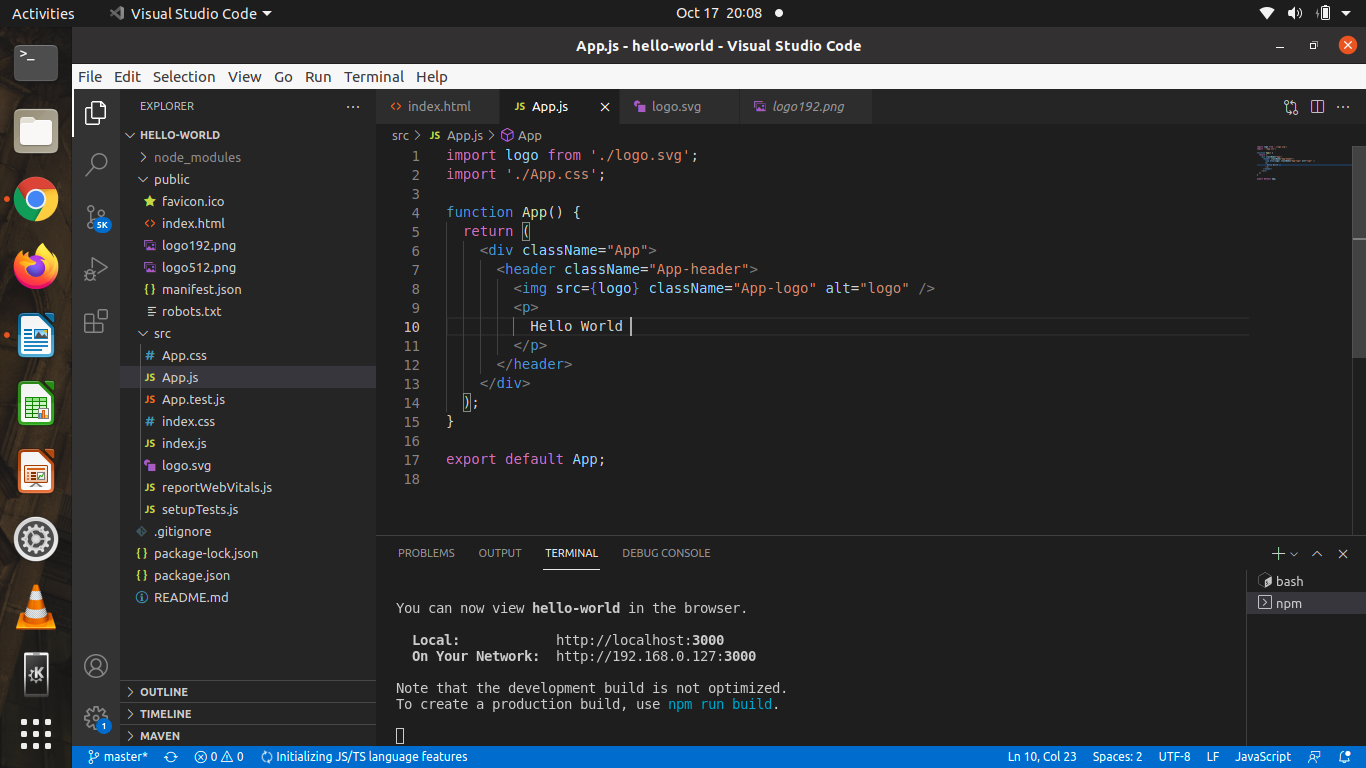 Activities Visual Studio Code Oct 17 20:08
App.js - hello-world - Visual Studio Code
File Edit Selection View Go Run Terminal Help
EXPLORER
HELLO-WORLD
node_modules
public
favicon.ico
index.html
logo192.png
logo512.png
manifest.json
robots.txt
src
App.css
App.js
App.test.js
index.css
index.js
logo.svg
reportWebVitals.js
setupTests.js
.gitignore
package-lock.json
package.json
README.md
OUTLINE
TIMELINE
MAVEN
5K
1
index.html JS App.js logo.svg logo192.png
src > JS App.js > App
1 import logo from './logo.svg';
2 import './App.css';
3
4 function App() {
5 return (
6 <div className="App">
7 <header className="App-header">
8 <img src={logo} className="App-logo" alt="logo" />
9 <p>
10 Hello World
11 </p>
12 </header>
13 </div>
14 );
15 }
16
17 export default App;
18
PROBLEMS OUTPUT TERMINAL DEBUG CONSOLE
You can now view hello-world in the browser.
Local: http://localhost:3000
On Your Network: http://192.168.0.127:3000
Note that the development build is not optimized.
To create a production build, use npm run build.
bash
npm
master* 0 0 Initializing JS/TS language features Ln 10, Col 23 Spaces: 2 UTF-8 LF JavaScript